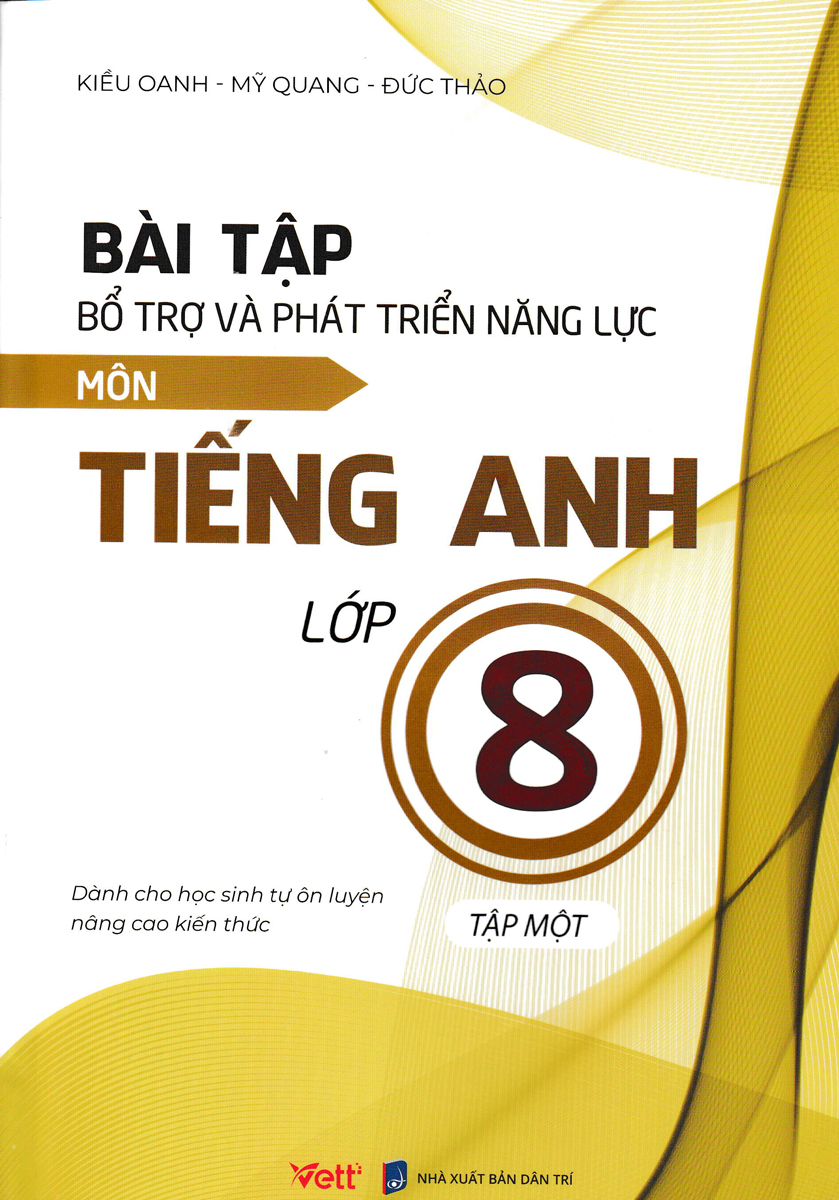 KIỀU OANH - MỸ QUANG - ĐỨC THẢO
BÀI TẬP
BỔ TRỢ VÀ PHÁT TRIỂN NĂNG LỰC
MÔN
TIẾNG ANH
LỚP
8
Dành cho học sinh tự ôn luyện
nâng cao kiến thức
TẬP MỘT
vett
NHÀ XUẤT BẢN DÂN TRÍ